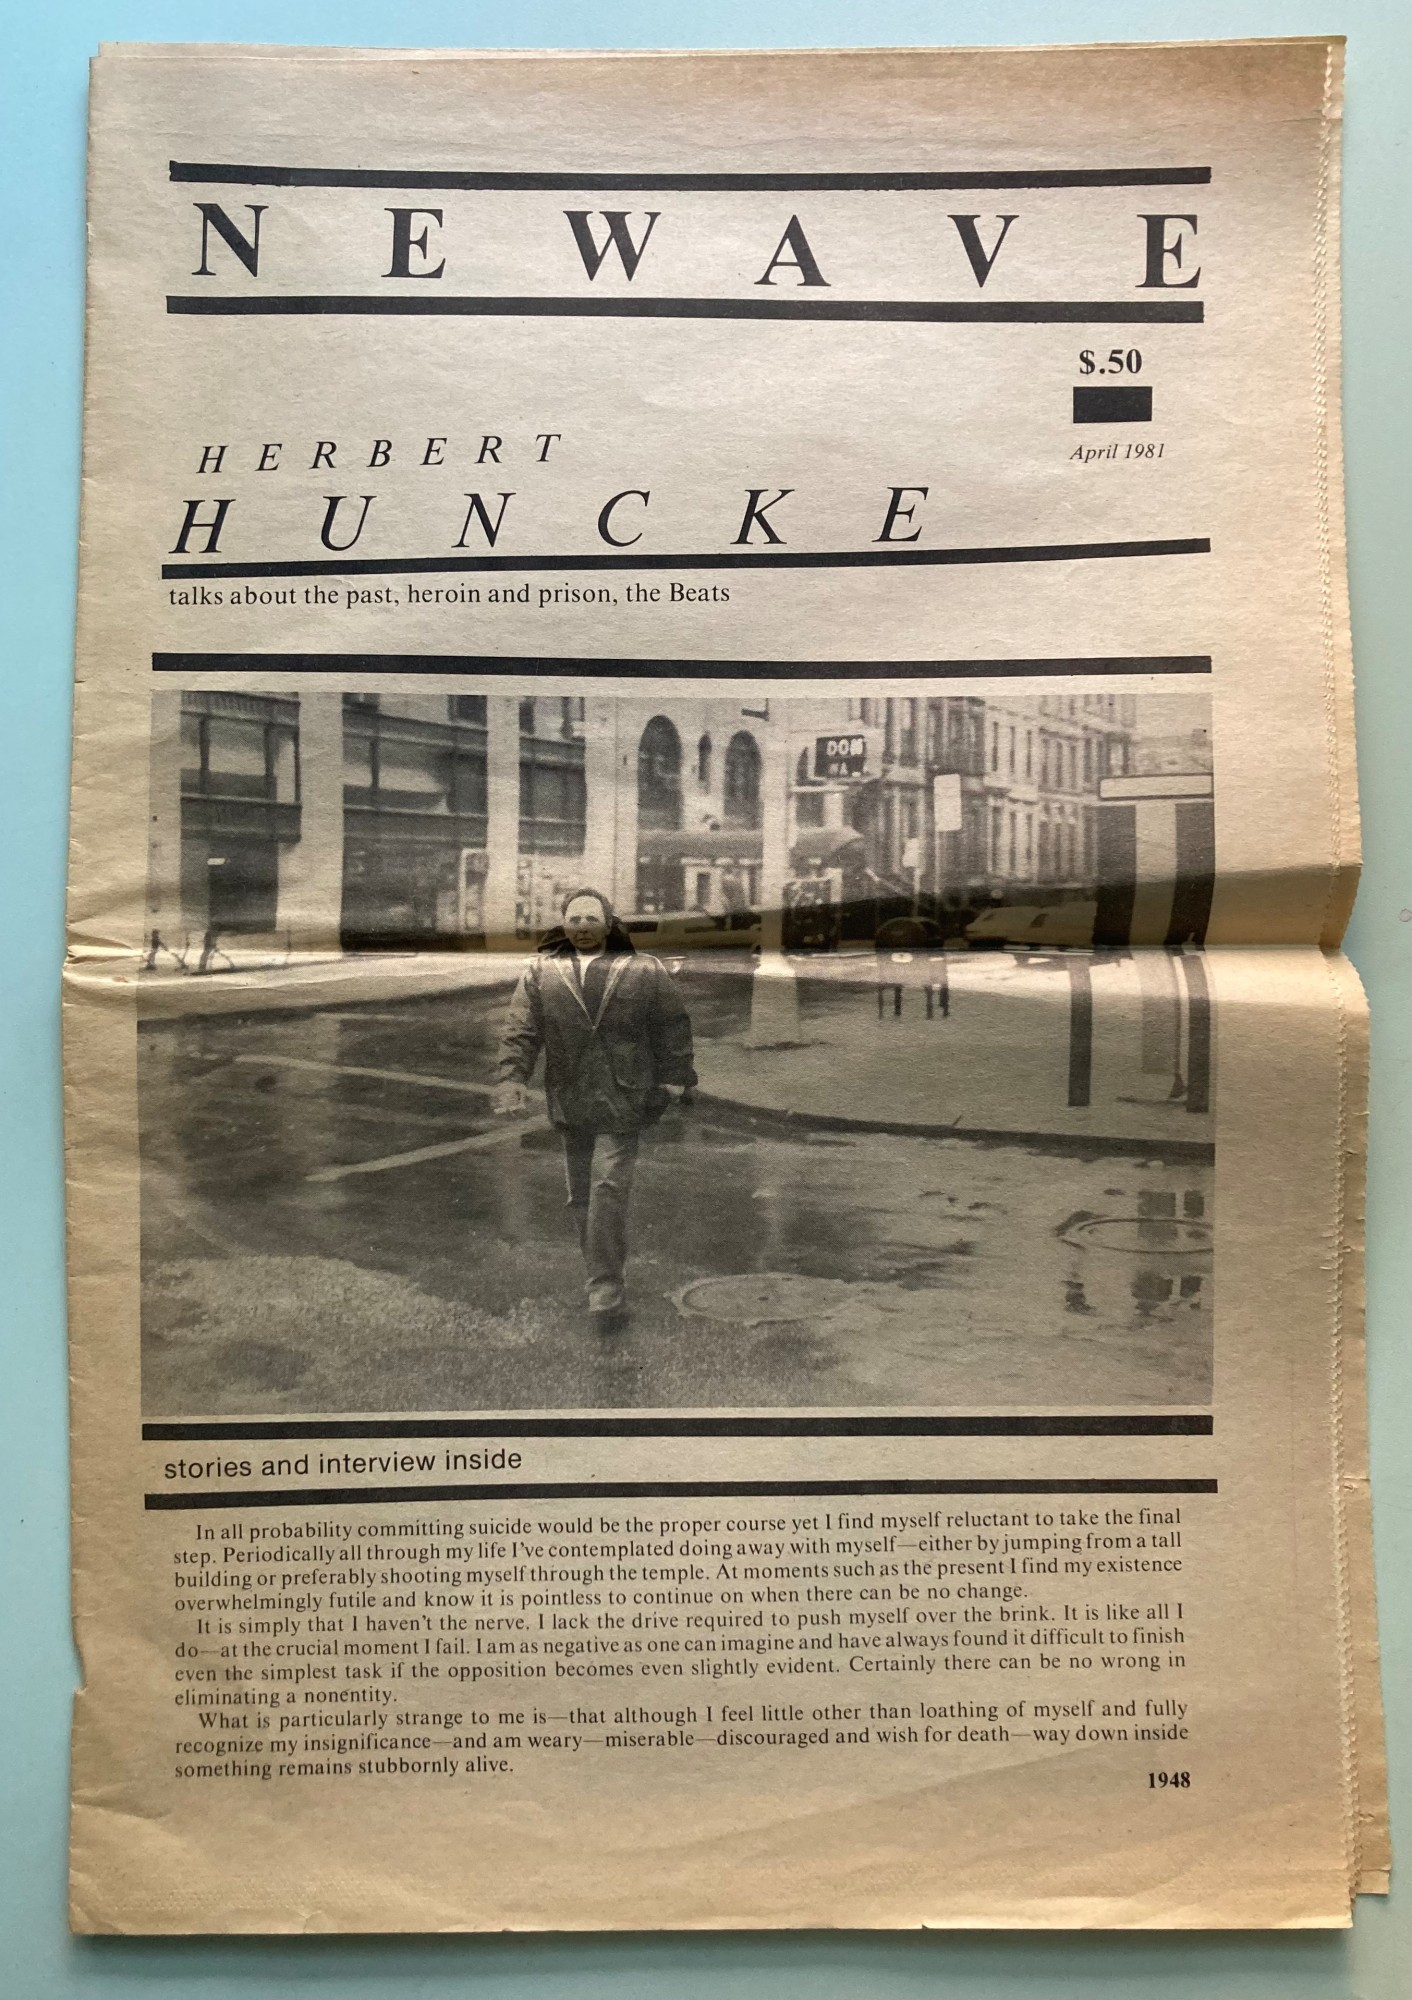 NEWAVE
$.50
April 1981
HERBERT
HUNCKE
talks about the past, heroin and prison, the Beats
stories and interview inside
In all probability committing suicide would be the proper course yet I find myself reluctant to take the final
step. Periodically all through my life I've contemplated doing away with myself—either by jumping from a tall
building or preferably shooting myself through the temple. At moments such as the present I find my existence
overwhelmingly futile and know it is pointless to continue on when there can be no change.
It is simply that I haven't the nerve. I lack the drive required to push myself over the brink. It is like all I
do—at the crucial moment I fail. I am as negative as one can imagine and have always found it difficult to finish
even the simplest task if the opposition becomes even slightly evident. Certainly there can be no wrong in
eliminating a nonentity.
What is particularly strange to me is—that although I feel little other than loathing of myself and fully
recognize my insignificance—and am weary—miserable—discouraged and wish for death—way down inside
something remains stubbornly alive.
1948